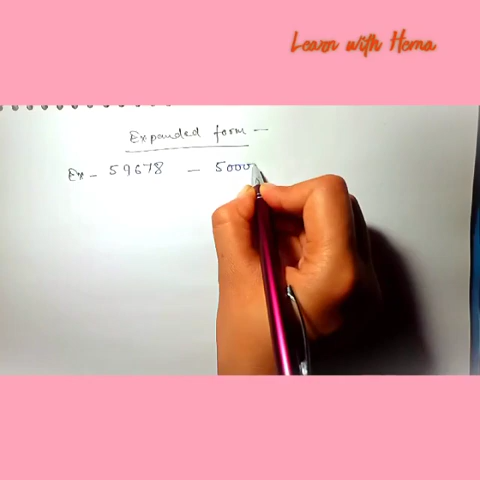 Learn with Hema
Expanded form —
Ex - 59678 - 5000